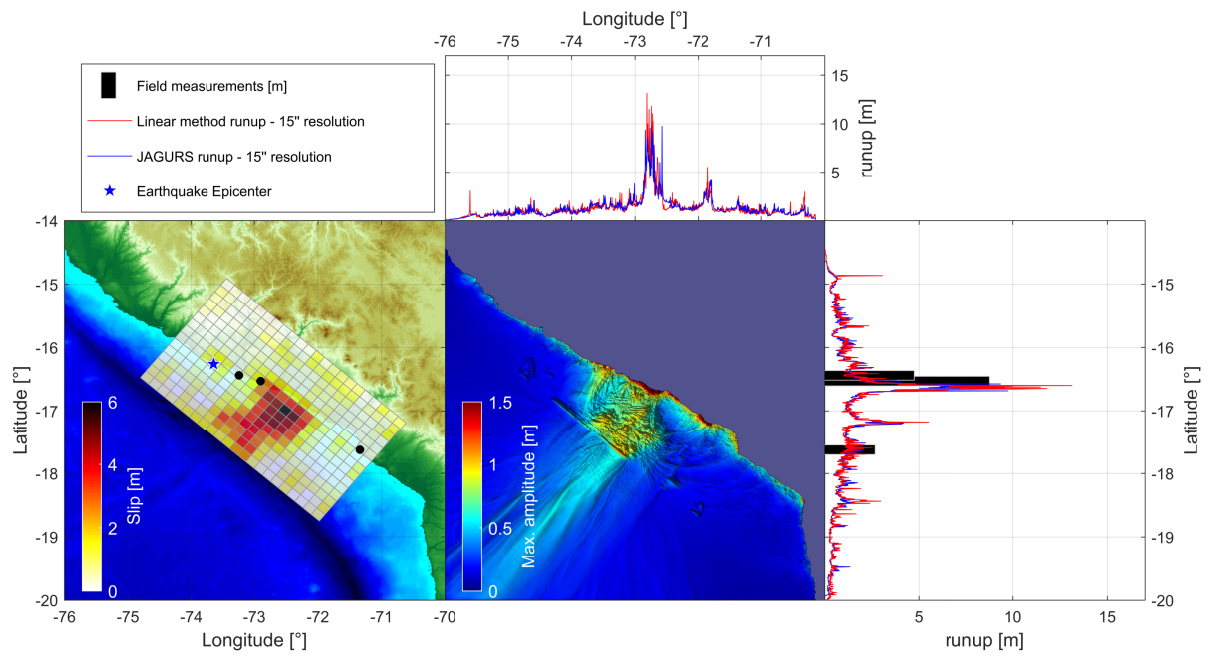 Longitude [°]
-76 -75 -74 -73 -72 -71
Field measurements [m]
Linear method runup - 15" resolution
JAGURS runup - 15" resolution
Earthquake Epicenter
15
10
5
runup [m]
-14
-15
-16
-17
-18
-19
-20
Latitude [°]
6
4
2
0
Slip [m]
1.5
1
0.5
0
Max. amplitude [m]
-15
-16
-17
-18
-19
-20
Latitude [°]
-76 -75 -74 -73 -72 -71 -70
Longitude [°]
5 10 15
runup [m]